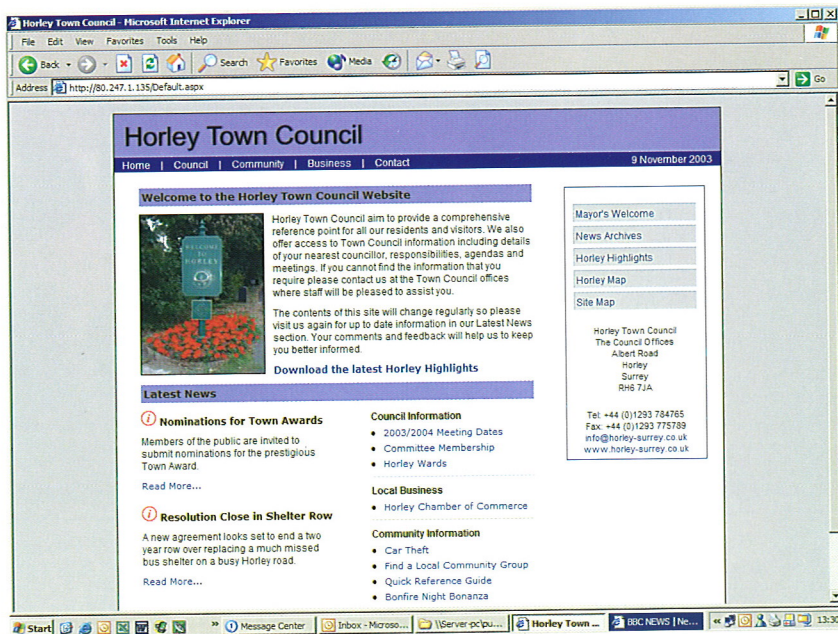 Horley Town Council - Microsoft Internet Explorer
File Edit View Favorites Tools Help
Back Search Favorites Media
Address http://80.247.1.135/Default.aspx Go
Horley Town Council
Home | Council | Community | Business | Contact 9 November 2003
Welcome to the Horley Town Council Website
WELCOME
TO
HORLEY
Horley Town Council aim to provide a comprehensive
reference point for all our residents and visitors. We also
offer access to Town Council information including details
of your nearest councillor, responsibilities, agendas and
meetings. If you cannot find the information that you
require please contact us at the Town Council offices
where staff will be pleased to assist you.
The contents of this site will change regularly so please
visit us again for up to date information in our Latest News
section. Your comments and feedback will help us to keep
you better informed.
Download the latest Horley Highlights
Latest News
Nominations for Town Awards
Members of the public are invited to
submit nominations for the prestigious
Town Award.
Read More...
Resolution Close in Shelter Row
A new agreement looks set to end a two
year row over replacing a much missed
bus shelter on a busy Horley road.
Read More...
Council Information
2003/2004 Meeting Dates
Committee Membership
Horley Wards
Local Business
Horley Chamber of Commerce
Community Information
Car Theft
Find a Local Community Group
Quick Reference Guide
Bonfire Night Bonanza
Mayor's Welcome
News Archives
Horley Highlights
Horley Map
Site Map
Horley Town Council
The Council Offices
Albert Road
Horley
Surrey
RH6 7JA
Tel: +44 (0)1293 784765
Fax: +44 (0)1293 775789
info@horley-surrey.co.uk
www.horley-surrey.co.uk
Start » Message Center Inbox - Microso... \\Server-pc\pu... Horley Town ... BBC NEWS | Ne... «